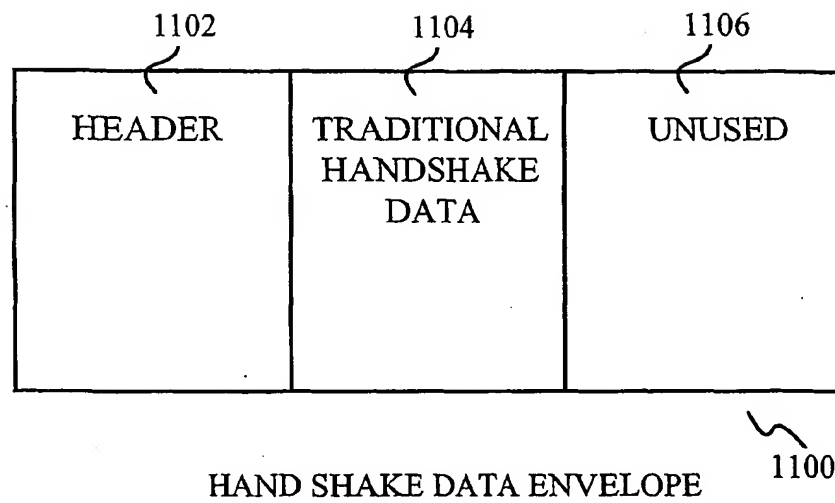 1102
1104
1106
HEADER
TRADITIONAL
HANDSHAKE
DATA
UNUSED
1100
HAND SHAKE DATA ENVELOPE